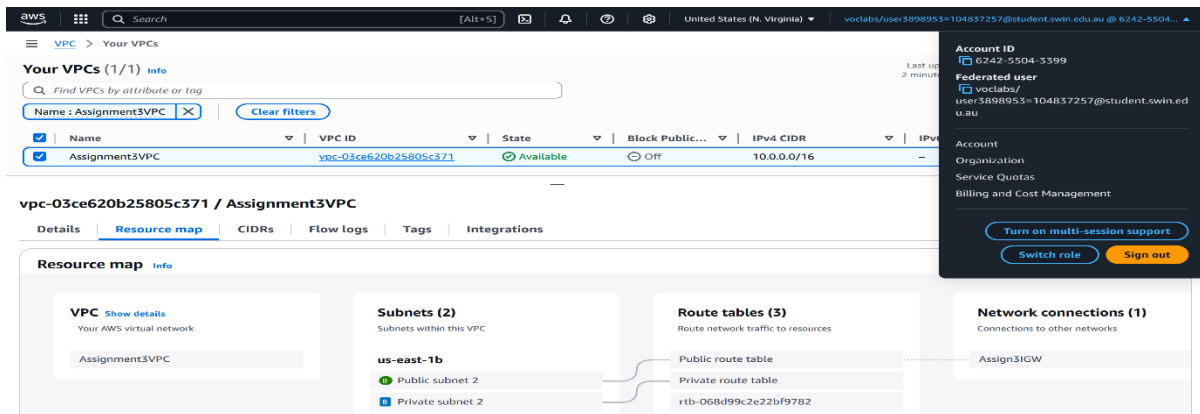 aws Search [Alt+S] United States (N. Virginia) voclabs/user3898953=104837257@student.swin.edu.au @ 6242-5504...
VPC > Your VPCs
Account ID
6242-5504-3399
Federated user
voclabs/
user3898953=104837257@student.swin.ed
u.au
Account
Organization
Service Quotas
Billing and Cost Management
Turn on multi-session support
Switch role Sign out
Your VPCs (1/1) Info
Last up
2 minut
Find VPCs by attribute or tag
Name : Assignment3VPC Clear filters
Name VPC ID State Block Public... IPv4 CIDR IPv6
Assignment3VPC vpc-03ce620b25805c371 Available Off 10.0.0.0/16 –
vpc-03ce620b25805c371 / Assignment3VPC
Details Resource map CIDRs Flow logs Tags Integrations
Resource map Info
VPC Show details
Your AWS virtual network
Assignment3VPC
Subnets (2)
Subnets within this VPC
us-east-1b
B Public subnet 2
B Private subnet 2
Route tables (3)
Route network traffic to resources
Public route table
Private route table
rtb-068d99c2e22bf9782
Network connections (1)
Connections to other networks
Assign3IGW